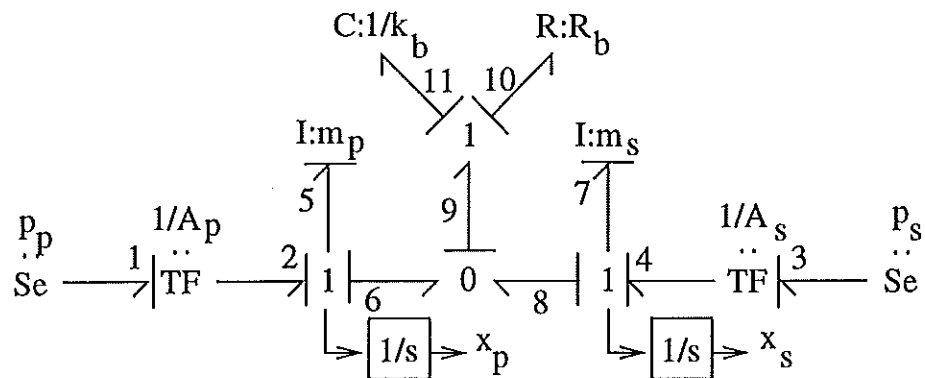 C:1/k_b R:R_b
11 10
I:m_p 1 I:m_s
5 9 7
p_p 1/A_p 1/A_s p_s
1 2 4 3
Se TF 1 0 1 TF Se
6 8
1/s x_p 1/s x_s